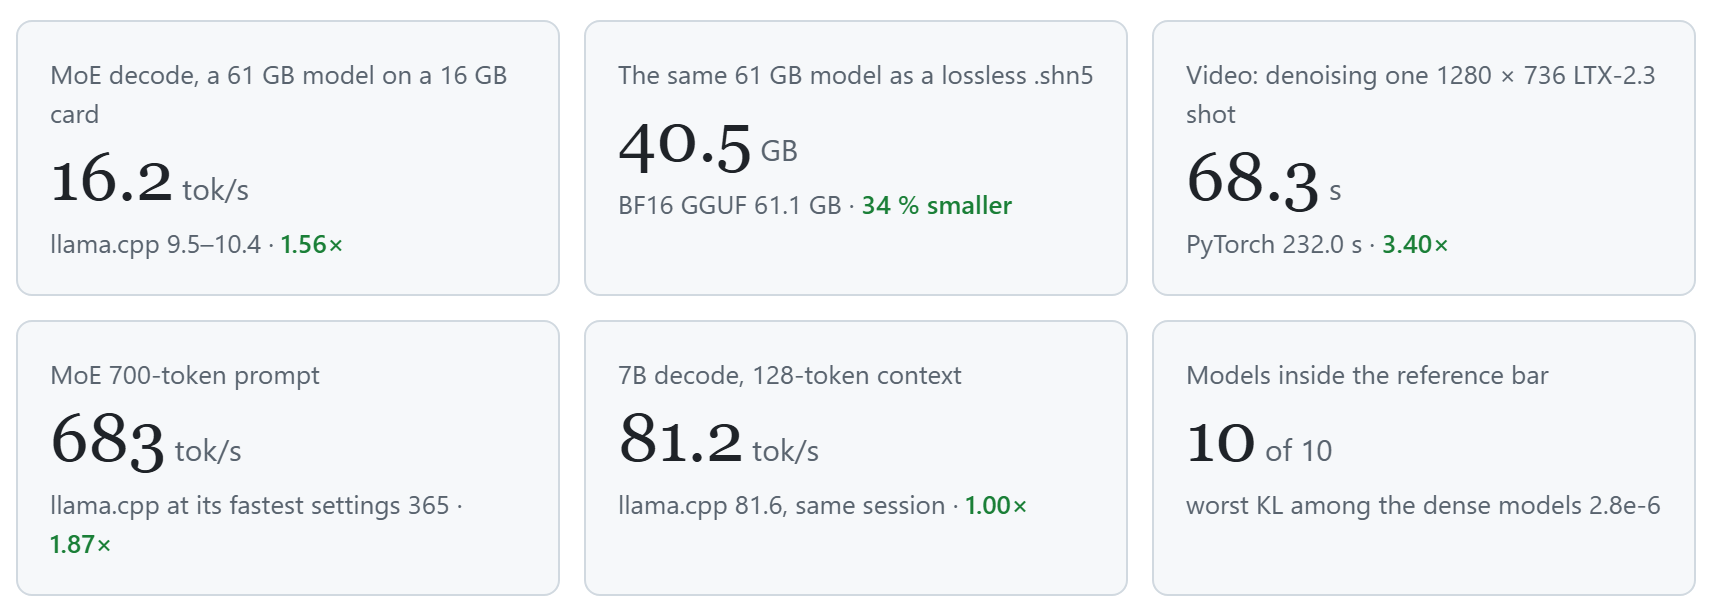 MoE decode, a 61 GB model on a 16 GB
card
16.2 tok/s
llama.cpp 9.5–10.4 · 1.56×
The same 61 GB model as a lossless .shn5
40.5 GB
BF16 GGUF 61.1 GB · 34 % smaller
Video: denoising one 1280 × 736 LTX-2.3
shot
68.3 s
PyTorch 232.0 s · 3.40×
MoE 700-token prompt
683 tok/s
llama.cpp at its fastest settings 365 ·
1.87×
7B decode, 128-token context
81.2 tok/s
llama.cpp 81.6, same session · 1.00×
Models inside the reference bar
10 of 10
worst KL among the dense models 2.8e-6